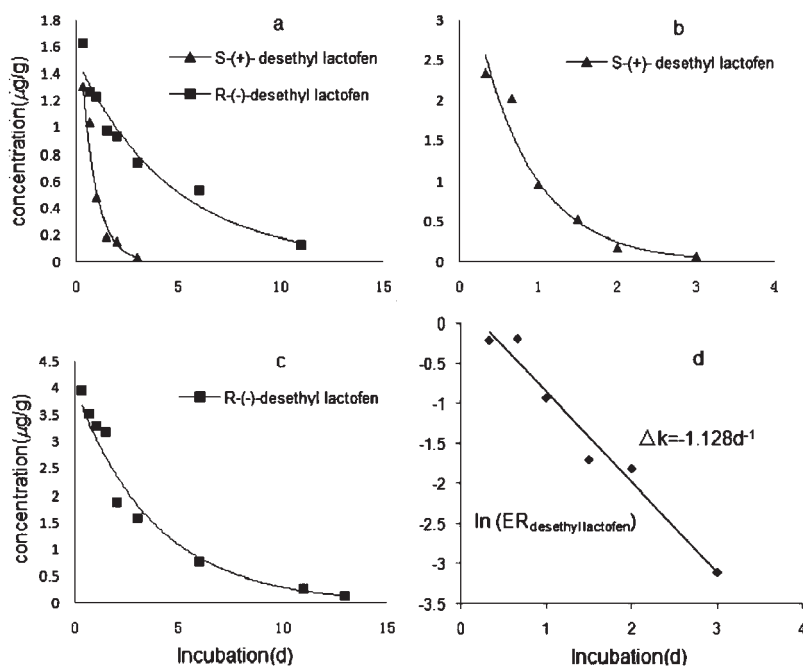 a
S-(+)- desethyl lactofen
R-(-)-desethyl lactofen
concentration(μg/g)
1.8
1.6
1.4
1.2
1
0.8
0.6
0.4
0.2
0
0 5 10 15
b
S-(+)- desethyl lactofen
3
2.5
2
1.5
1
0.5
0
0 1 2 3 4
c
R-(-)-desethyl lactofen
concentration(μg/g)
4.5
4
3.5
3
2.5
2
1.5
1
0.5
0
0 5 10 15
Incubation(d)
d
Δk=-1.128d-1
ln (ERdesethyl lactofen)
-0
-0.5
-1
-1.5
-2
-2.5
-3
-3.5
0 1 2 3 4
Incubation(d)